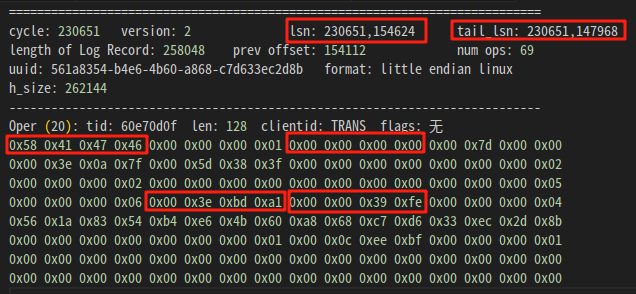 ================================================================
cycle: 230651 version: 2 lsn: 230651,154624 tail_lsn: 230651,147968
length of Log Record: 258048 prev offset: 154112 num ops: 69
uuid: 561a8354-b4e6-4b60-a868-c7d633ec2d8b format: little endian linux
h_size: 262144
----------------------------------------------------------------
Oper (20): tid: 60e70d0f len: 128 clientid: TRANS flags: 无
0x58 0x41 0x47 0x46 0x00 0x00 0x00 0x01 0x00 0x00 0x00 0x00 0x00 0x7d 0x00 0x00
0x00 0x3e 0x0a 0x7f 0x00 0x5d 0x38 0x3f 0x00 0x00 0x00 0x00 0x00 0x00 0x00 0x02
0x00 0x00 0x00 0x02 0x00 0x00 0x00 0x00 0x00 0x00 0x00 0x00 0x00 0x00 0x00 0x05
0x00 0x00 0x00 0x06 0x00 0x3e 0xbd 0xa1 0x00 0x00 0x39 0xfe 0x00 0x00 0x00 0x04
0x56 0x1a 0x83 0x54 0xb4 0xe6 0x4b 0x60 0xa8 0x68 0xc7 0xd6 0x33 0xec 0x2d 0x8b
0x00 0x00 0x00 0x00 0x00 0x00 0x00 0x01 0x00 0x0c 0xee 0xbf 0x00 0x00 0x00 0x01
0x00 0x00 0x00 0x00 0x00 0x00 0x00 0x00 0x00 0x00 0x00 0x00 0x00 0x00 0x00 0x00
0x00 0x00 0x00 0x00 0x00 0x00 0x00 0x00 0x00 0x00 0x00 0x00 0x00 0x00 0x00 0x00